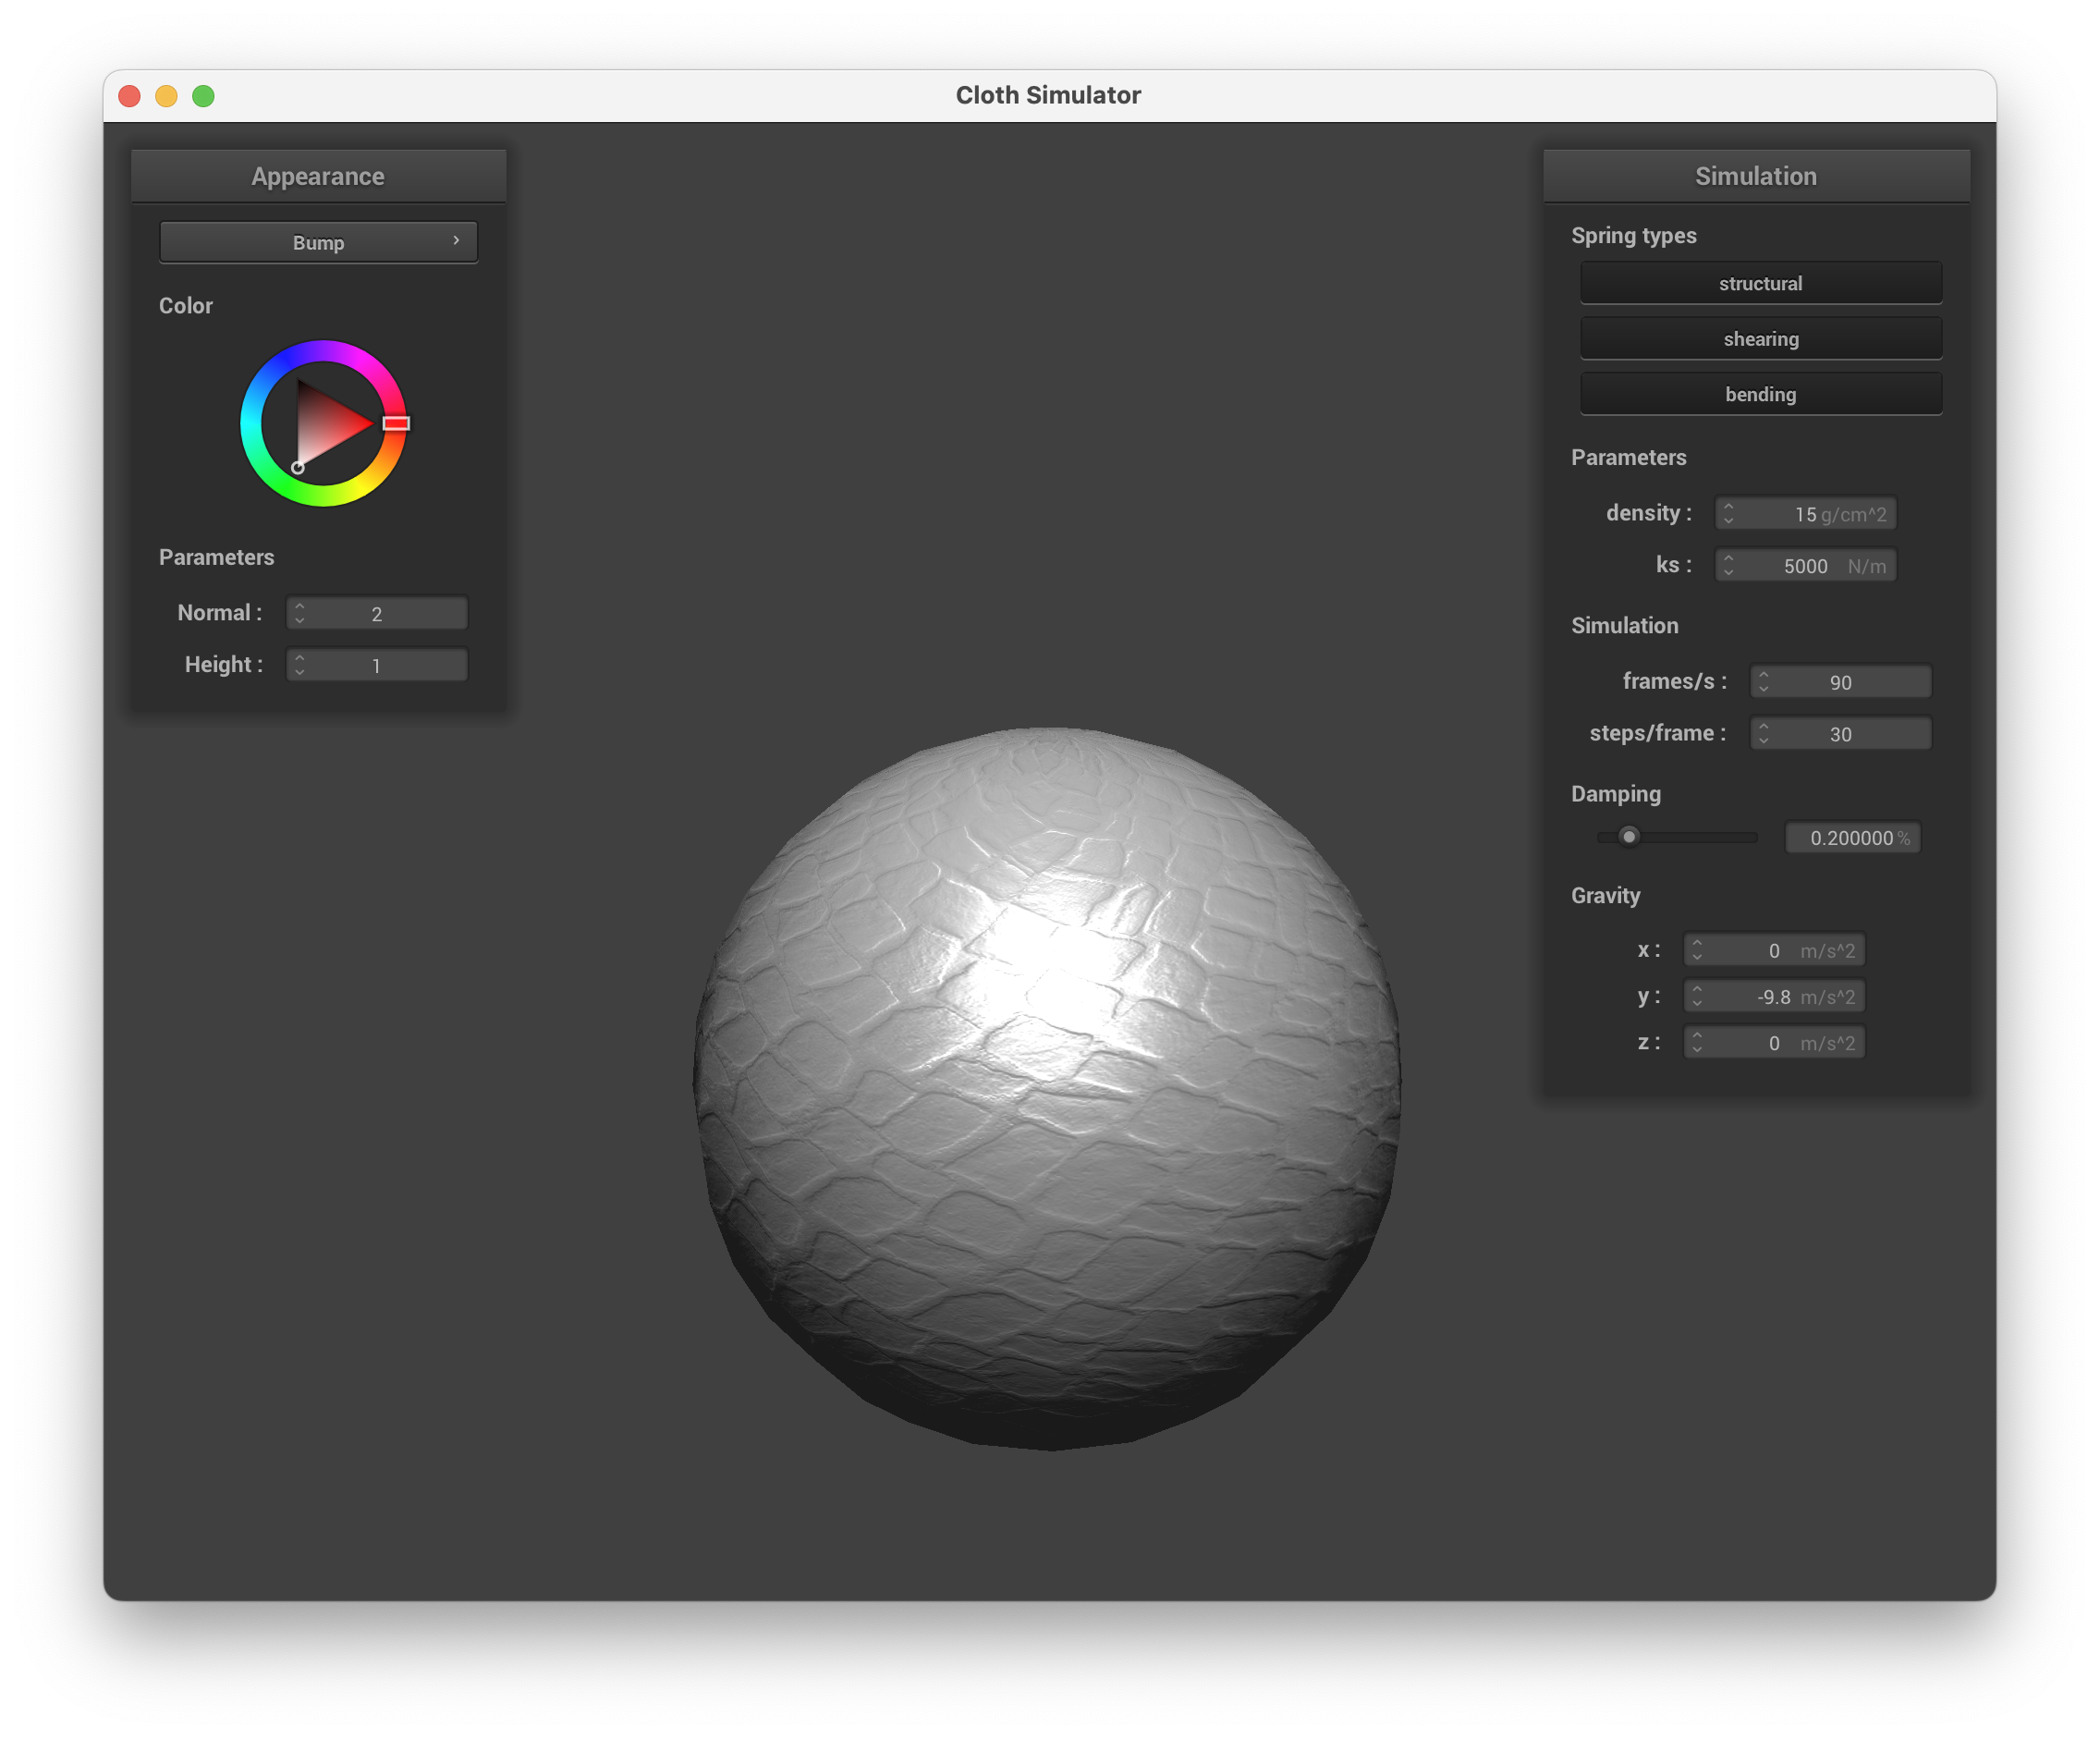 Cloth Simulator
Appearance
Bump
Color
Parameters
Normal : 2
Height : 1
Simulation
Spring types
structural
shearing
bending
Parameters
density : 15 g/cm^2
ks : 5000 N/m
Simulation
frames/s : 90
steps/frame : 30
Damping
0.200000 %
Gravity
x : 0 m/s^2
y : -9.8 m/s^2
z : 0 m/s^2